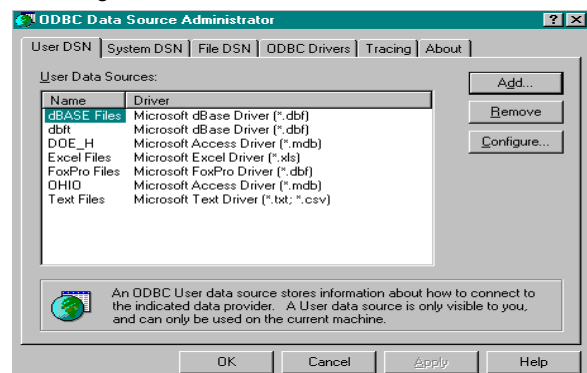 ODBC Data Source Administrator
User DSN System DSN File DSN ODBC Drivers Tracing About
User Data Sources:
Name Driver
dBASE Files Microsoft dBase Driver (*.dbf)
dbft Microsoft dBase Driver (*.dbf)
DOE_H Microsoft Access Driver (*.mdb)
Excel Files Microsoft Excel Driver (*.xls)
FoxPro Files Microsoft FoxPro Driver (*.dbf)
OHIO Microsoft Access Driver (*.mdb)
Text Files Microsoft Text Driver (*.txt; *.csv)
Add...
Remove
Configure...
An ODBC User data source stores information about how to connect to
the indicated data provider. A User data source is only visible to you,
and can only be used on the current machine.
OK Cancel Apply Help